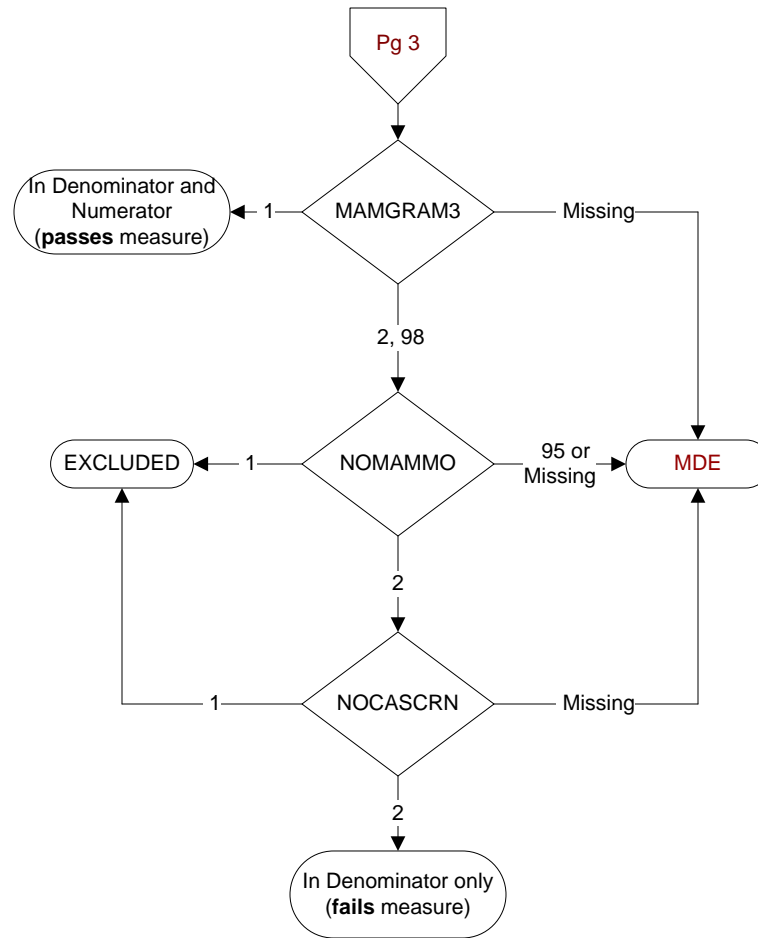 Pg 3
In Denominator and
Numerator
(passes measure)
1
MAMGRAM3
Missing
2, 98
EXCLUDED
1
NOMAMMO
95 or
Missing
MDE
2
1
NOCASCRN
Missing
2
In Denominator only
(fails measure)